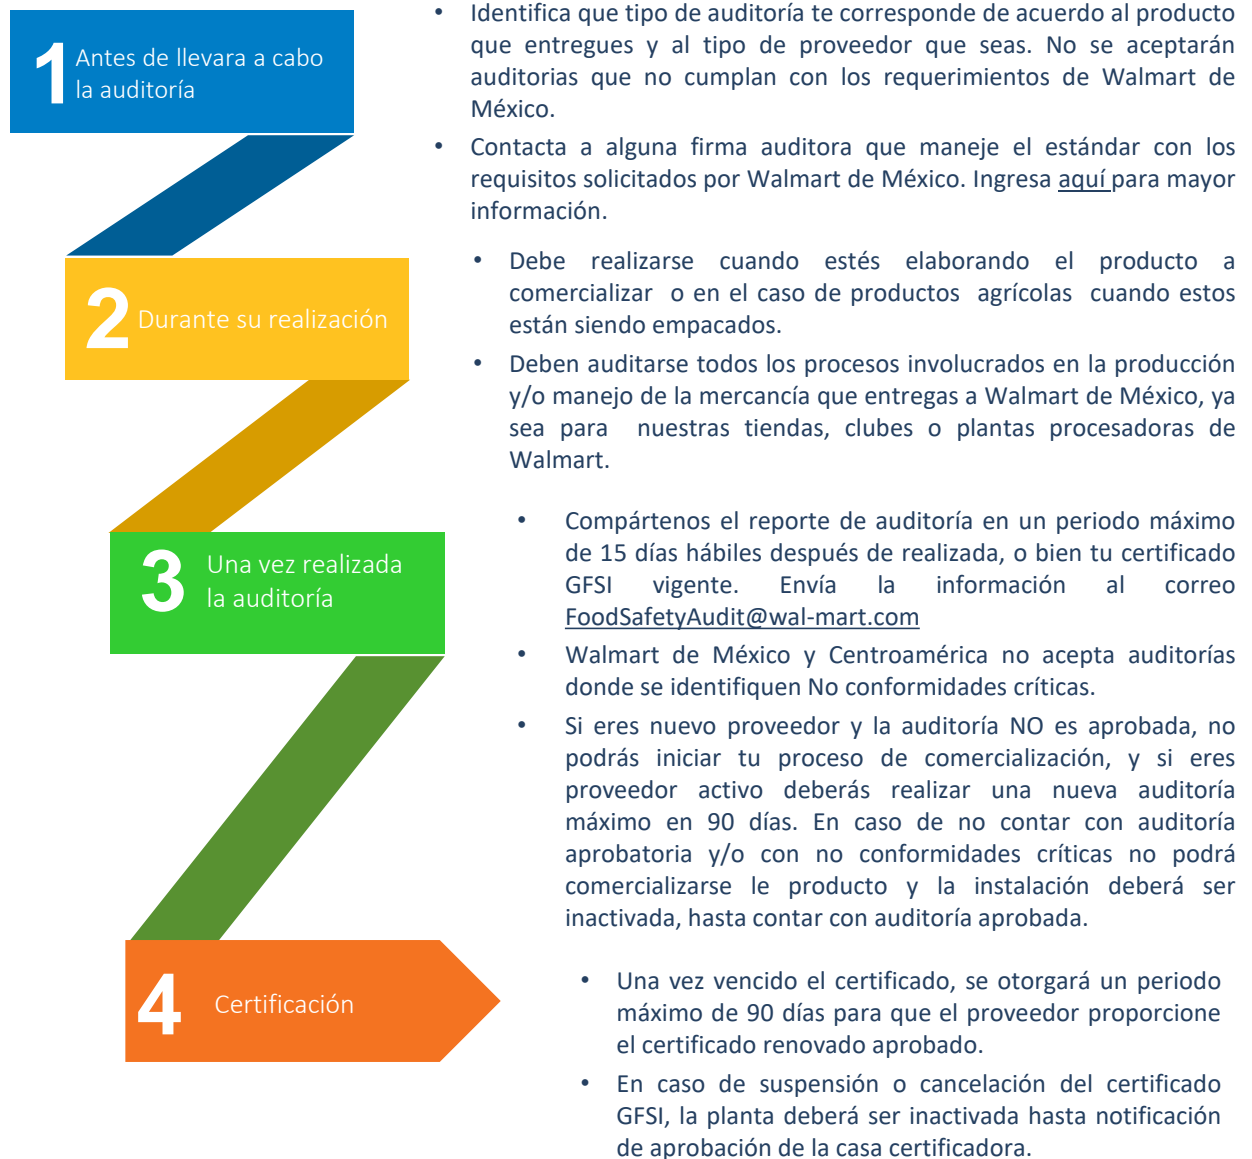 1
Antes de llevara a cabo
la auditoría
• Identifica que tipo de auditoría te corresponde de acuerdo al producto
que entregues y al tipo de proveedor que seas. No se aceptarán
auditorias que no cumplan con los requerimientos de Walmart de
México.
• Contacta a alguna firma auditora que maneje el estándar con los
requisitos solicitados por Walmart de México. Ingresa aquí para mayor
información.
2
Durante su realización
• Debe realizarse cuando estés elaborando el producto a
comercializar o en el caso de productos agrícolas cuando estos
están siendo empacados.
• Deben auditarse todos los procesos involucrados en la producción
y/o manejo de la mercancía que entregas a Walmart de México, ya
sea para nuestras tiendas, clubes o plantas procesadoras de
Walmart.
3
Una vez realizada
la auditoría
• Compártenos el reporte de auditoría en un periodo máximo
de 15 días hábiles después de realizada, o bien tu certificado
GFSI vigente. Envía la información al correo
FoodSafetyAudit@wal-mart.com
• Walmart de México y Centroamérica no acepta auditorías
donde se identifiquen No conformidades críticas.
• Si eres nuevo proveedor y la auditoría NO es aprobada, no
podrás iniciar tu proceso de comercialización, y si eres
proveedor activo deberás realizar una nueva auditoría
máximo en 90 días. En caso de no contar con auditoría
aprobatoria y/o con no conformidades críticas no podrá
comercializarse le producto y la instalación deberá ser
inactivada, hasta contar con auditoría aprobada.
4
Certificación
• Una vez vencido el certificado, se otorgará un periodo
máximo de 90 días para que el proveedor proporcione
el certificado renovado aprobado.
• En caso de suspensión o cancelación del certificado
GFSI, la planta deberá ser inactivada hasta notificación
de aprobación de la casa certificadora.